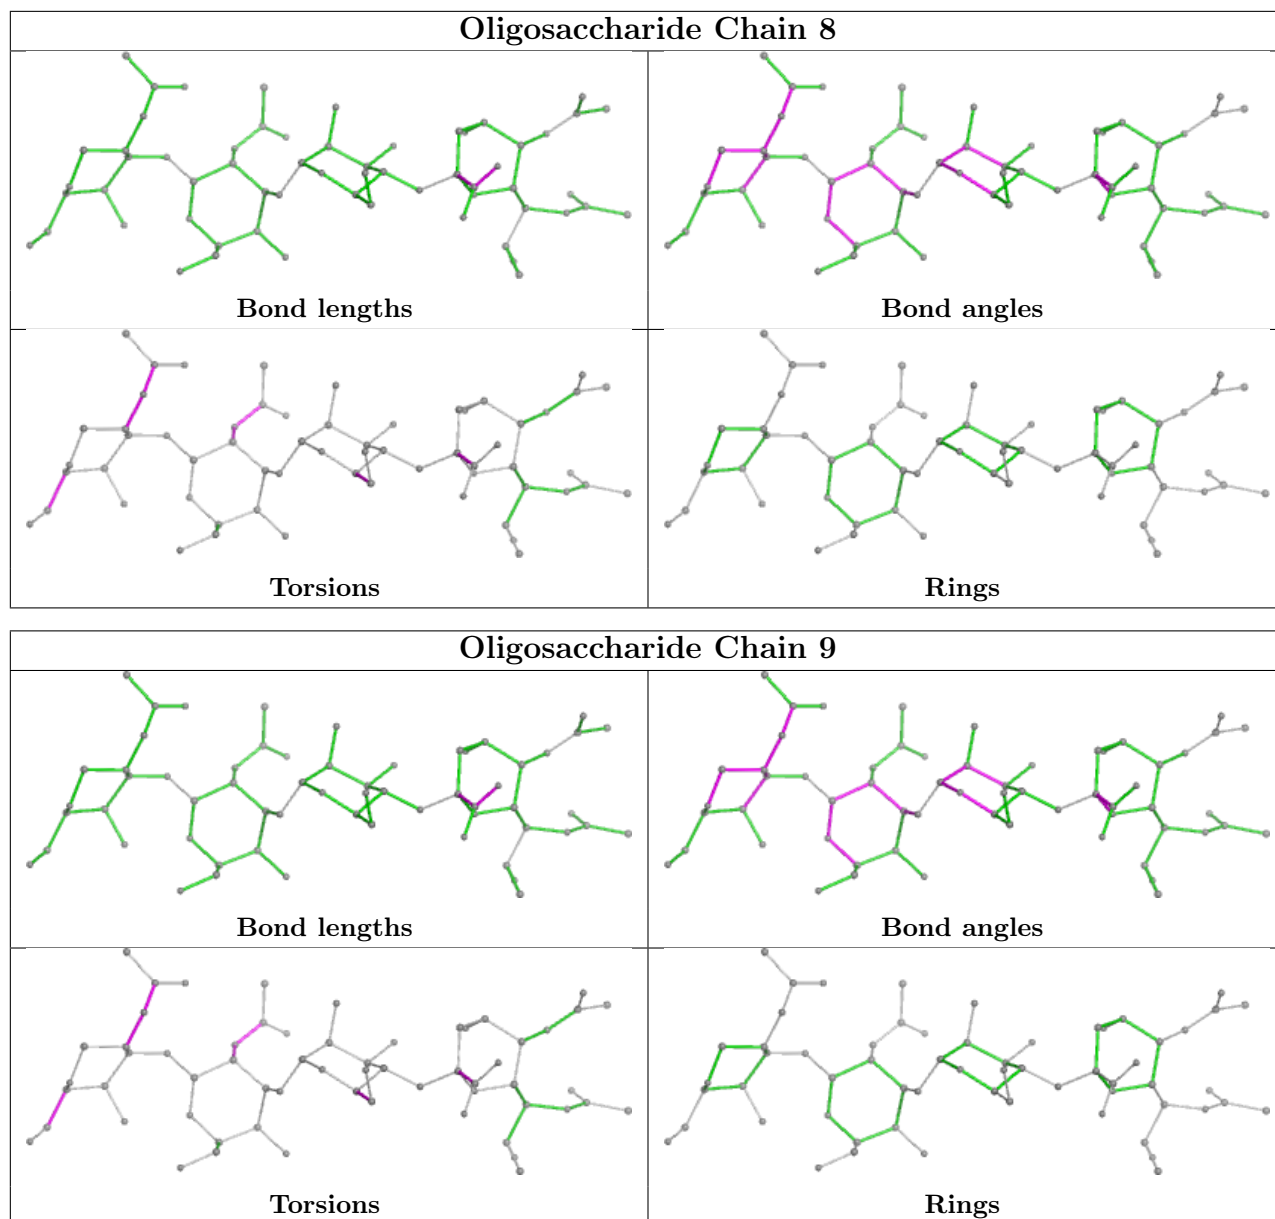 Oligosaccharide Chain 8
Bond lengths
Bond angles
Torsions
Rings
Oligosaccharide Chain 9
Bond lengths
Bond angles
Torsions
Rings